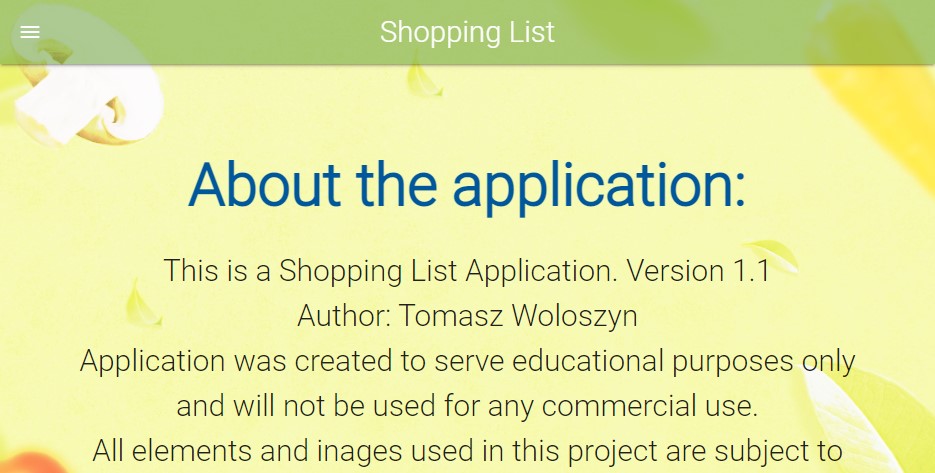 Shopping List
About the application:
This is a Shopping List Application. Version 1.1
Author: Tomasz Woloszyn
Application was created to serve educational purposes only
and will not be used for any commercial use.
All elements and inages used in this project are subject to